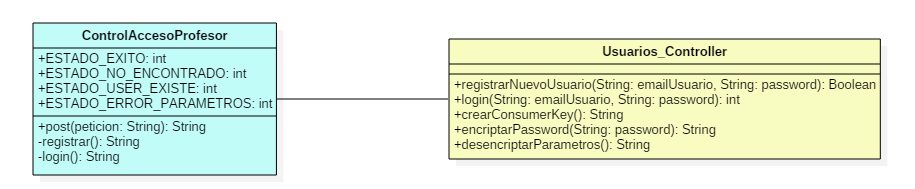 ControlAccesoProfesor
+ESTADO_EXITO: int
+ESTADO_NO_ENCONTRADO: int
+ESTADO_USER_EXISTE: int
+ESTADO_ERROR_PARAMETROS: int
+post(peticion: String): String
-registrar(): String
-login(): String
Usuarios_Controller
+registrarNuevoUsuario(String: emailUsuario, String: password): Boolean
+login(String: emailUsuario, String: password): int
+crearConsumerKey(): String
+encriptarPassword(String: password): String
+desencriptarParametros(): String